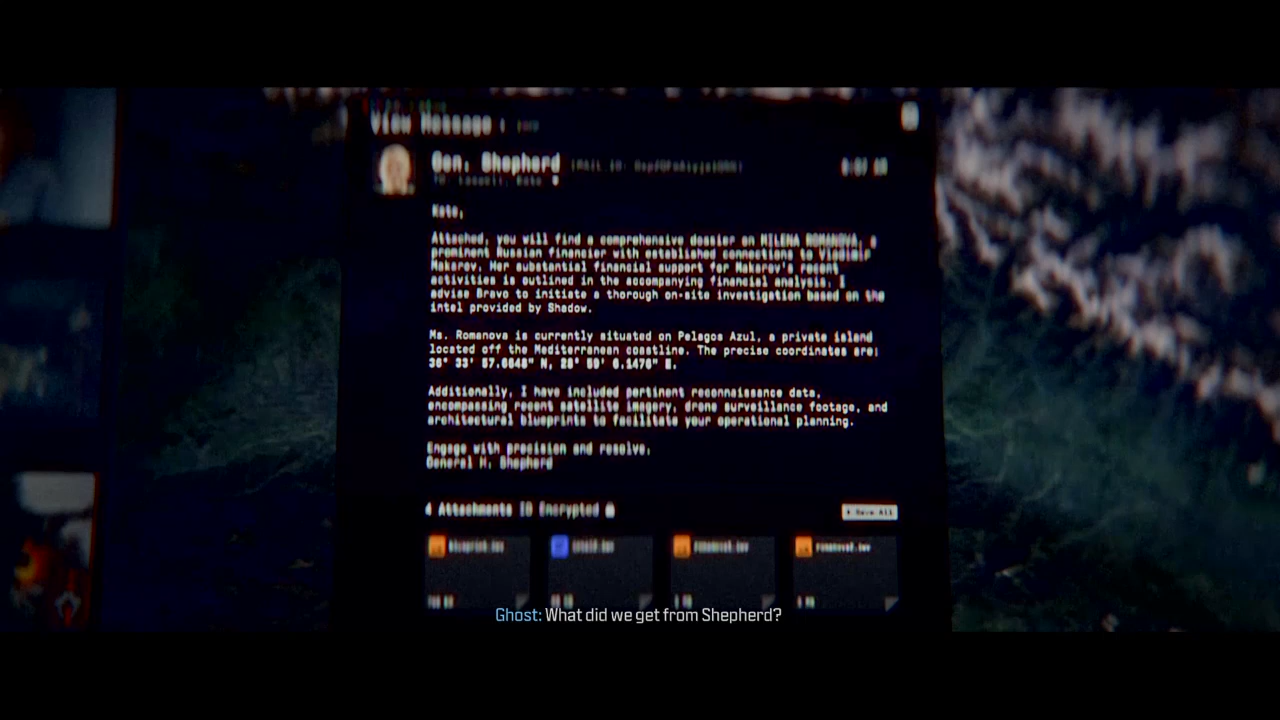 View Message
Gen. Shepherd
Kate,
Attached, you will find a comprehensive dossier on MILENA ROMANOVA, a
prominent Russian financier with established connections to Vladimir
Makarov. Her substantial financial support for Makarov's recent
activities is outlined in the accompanying financial analysis. I
advise Bravo to initiate a thorough on-site investigation based on the
intel provided by Shadow.
Ms. Romanova is currently situated on Pelagos Azul, a private island
located off the Mediterranean coastline. The precise coordinates are:
Additionally, I have included pertinent reconnaissance data,
encompassing recent satellite imagery, drone surveillance footage, and
architectural blueprints to facilitate your operational planning.
Engage with precision and resolve.
General H. Shepherd
4 Attachments Encrypted
Save All
Ghost: What did we get from Shepherd?